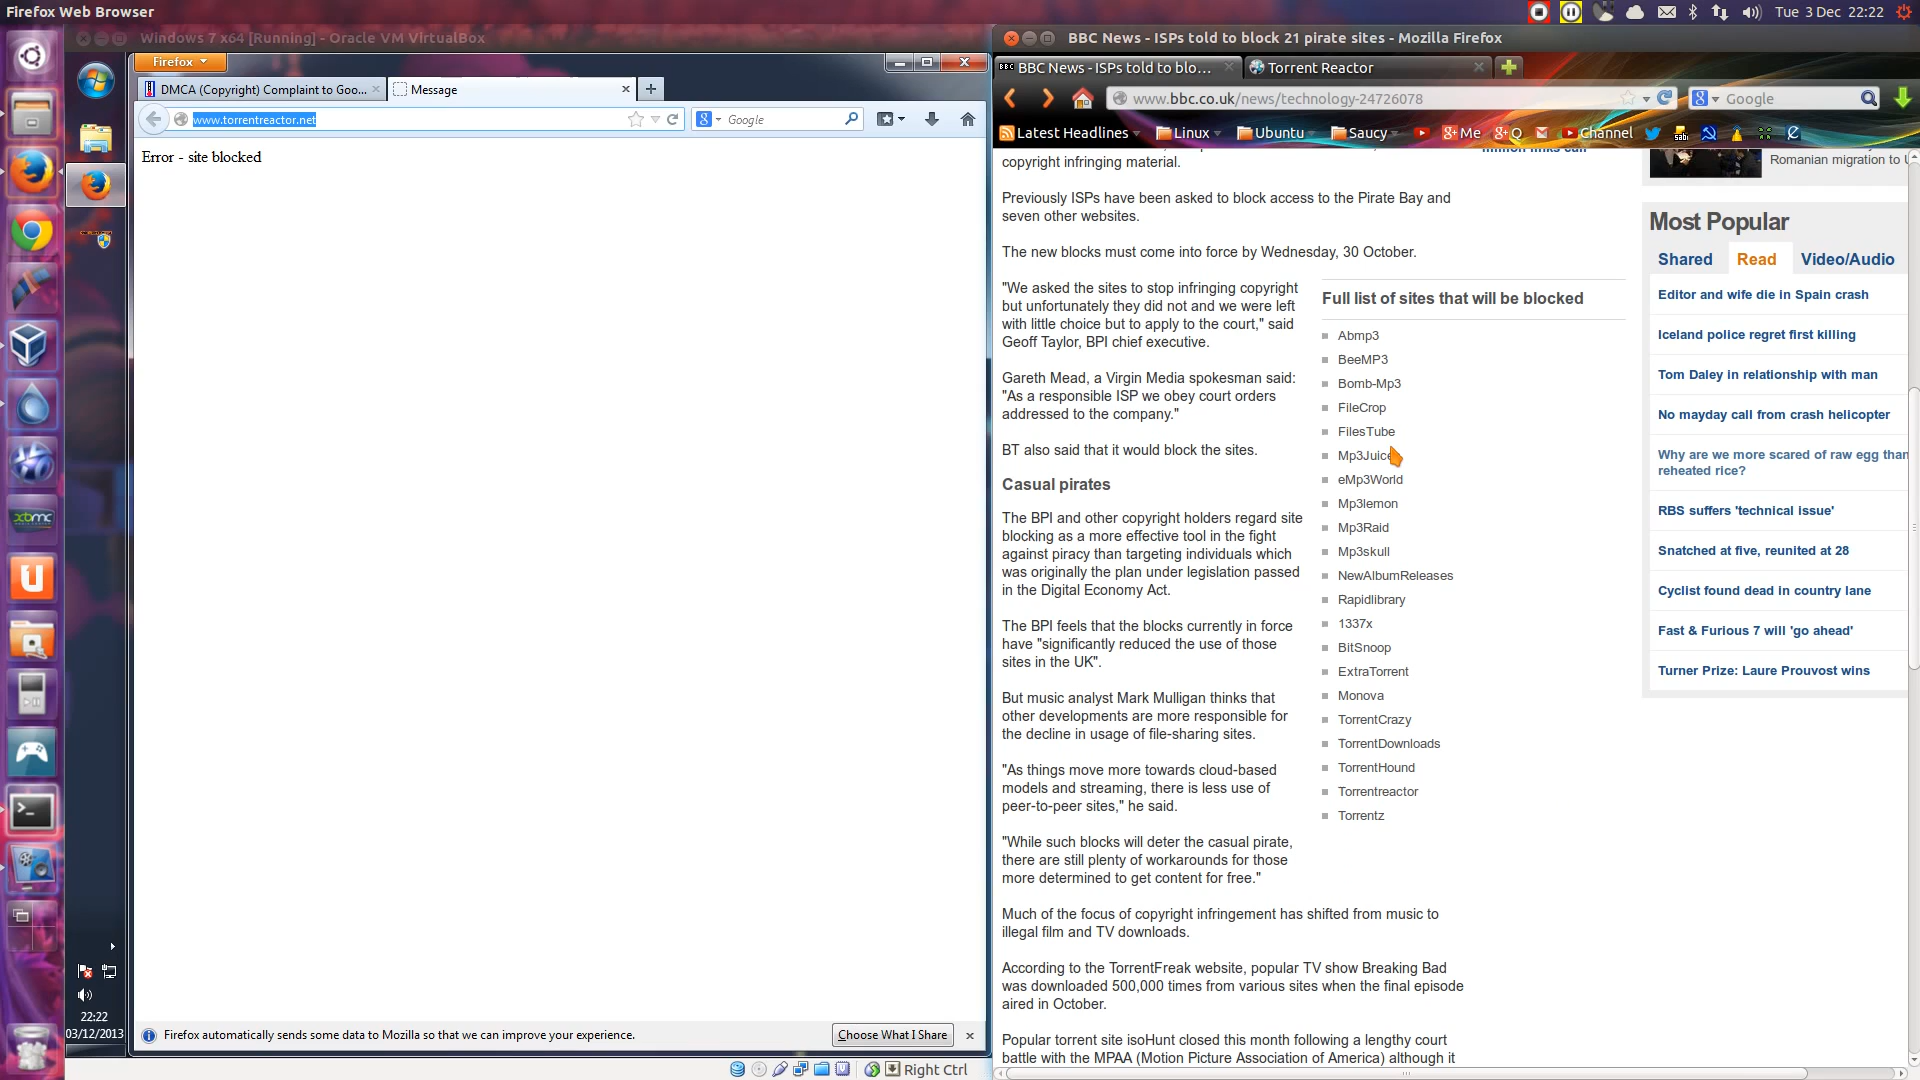 Firefox Web Browser
Tue 3 Dec 22:22
Windows 7 x64 [Running] - Oracle VM VirtualBox
Firefox
DMCA (Copyright) Complaint to Goo...
Message
www.torrentreactor.net
Google
Error - site blocked
Firefox automatically sends some data to Mozilla so that we can improve your experience.
Choose What I Share
22:22
03/12/2013
Right Ctrl
BBC News - ISPs told to block 21 pirate sites - Mozilla Firefox
BBC News - ISPs told to blo...
Torrent Reactor
www.bbc.co.uk/news/technology-24726078
Google
Latest Headlines
Linux
Ubuntu
Saucy
Me
Q
Channel
copyright infringing material.
Previously ISPs have been asked to block access to the Pirate Bay and
seven other websites.
The new blocks must come into force by Wednesday, 30 October.
"We asked the sites to stop infringing copyright
but unfortunately they did not and we were left
with little choice but to apply to the court," said
Geoff Taylor, BPI chief executive.
Gareth Mead, a Virgin Media spokesman said:
"As a responsible ISP we obey court orders
addressed to the company."
BT also said that it would block the sites.
Casual pirates
The BPI and other copyright holders regard site
blocking as a more effective tool in the fight
against piracy than targeting individuals which
was originally the plan under legislation passed
in the Digital Economy Act.
The BPI feels that the blocks currently in force
have "significantly reduced the use of those
sites in the UK".
But music analyst Mark Mulligan thinks that
other developments are more responsible for
the decline in usage of file-sharing sites.
"As things move more towards cloud-based
models and streaming, there is less use of
peer-to-peer sites," he said.
"While such blocks will deter the casual pirate,
there are still plenty of workarounds for those
more determined to get content for free."
Much of the focus of copyright infringement has shifted from music to
illegal film and TV downloads.
According to the TorrentFreak website, popular TV show Breaking Bad
was downloaded 500,000 times from various sites when the final episode
aired in October.
Popular torrent site isoHunt closed this month following a lengthy court
battle with the MPAA (Motion Picture Association of America) although it
Full list of sites that will be blocked
Abmp3
BeeMP3
Bomb-Mp3
FileCrop
FilesTube
Mp3Juice
eMp3World
Mp3lemon
Mp3Raid
Mp3skull
NewAlbumReleases
Rapidlibrary
1337x
BitSnoop
ExtraTorrent
Monova
TorrentCrazy
TorrentDownloads
TorrentHound
Torrentreactor
Torrentz
Romanian migration to
Most Popular
Shared
Read
Video/Audio
Editor and wife die in Spain crash
Iceland police regret first killing
Tom Daley in relationship with man
No mayday call from crash helicopter
Why are we more scared of raw egg than
reheated rice?
RBS suffers 'technical issue'
Snatched at five, reunited at 28
Cyclist found dead in country lane
Fast & Furious 7 will 'go ahead'
Turner Prize: Laure Prouvost wins